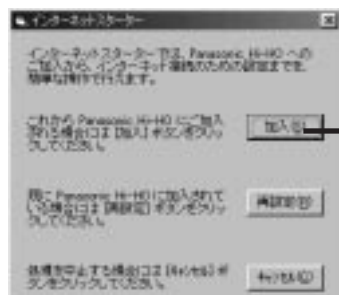 インターネットスターター
インターネットスターターでは、Panasonic Hi-HO への
ご加入から、インターネット接続のための設定までを
簡単な操作で行えます。
これから Panasonic Hi-HO にご加入
される場合には [加入] ボタンをクリッ
クしてください。
加入
既に Panasonic Hi-HO に加入されて
いる場合には [再設定] ボタンをクリッ
クしてください。
再設定
処理を中止する場合には [キャンセル] ボ
タンをクリックしてください。
キャンセル